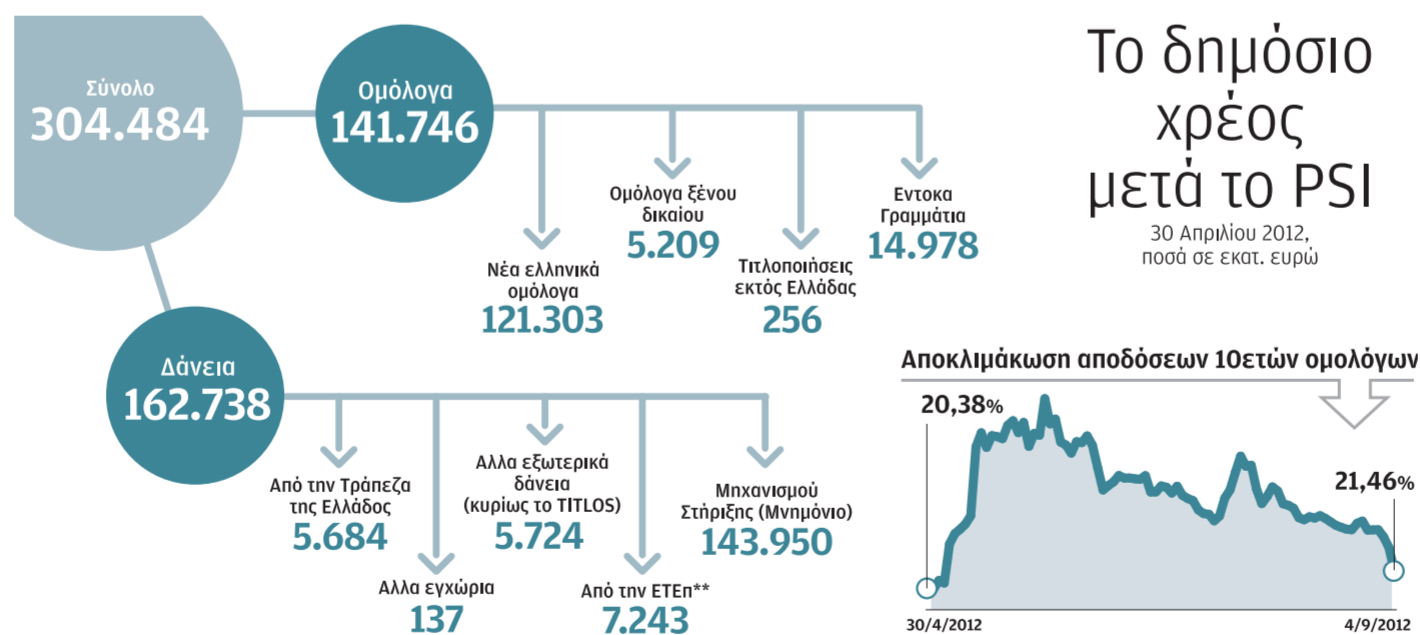 Το δημόσιο
χρέος
μετά το PSI
30 Απριλίου 2012,
ποσά σε εκατ. ευρώ
Σύνολο
304.484
Ομόλογα
141.746
Νέα ελληνικά
ομόλογα
121.303
Ομόλογα ξένου
δικαίου
5.209
Τιτλοποιήσεις
εκτός Ελλάδας
256
Εντοκα
Γραμμάτια
14.978
Δάνεια
162.738
Από την Τράπεζα
της Ελλάδος
5.684
Αλλα εγχώρια
137
Αλλα εξωτερικά
δάνεια
(κυρίως το TITLOS)
5.724
Από την ΕΤΕπ**
7.243
Μηχανισμού
Στήριξης (Μνημόνιο)
143.950
Αποκλιμάκωση αποδόσεων 10ετών ομολόγων
20,38%
21,46%
30/4/2012
4/9/2012